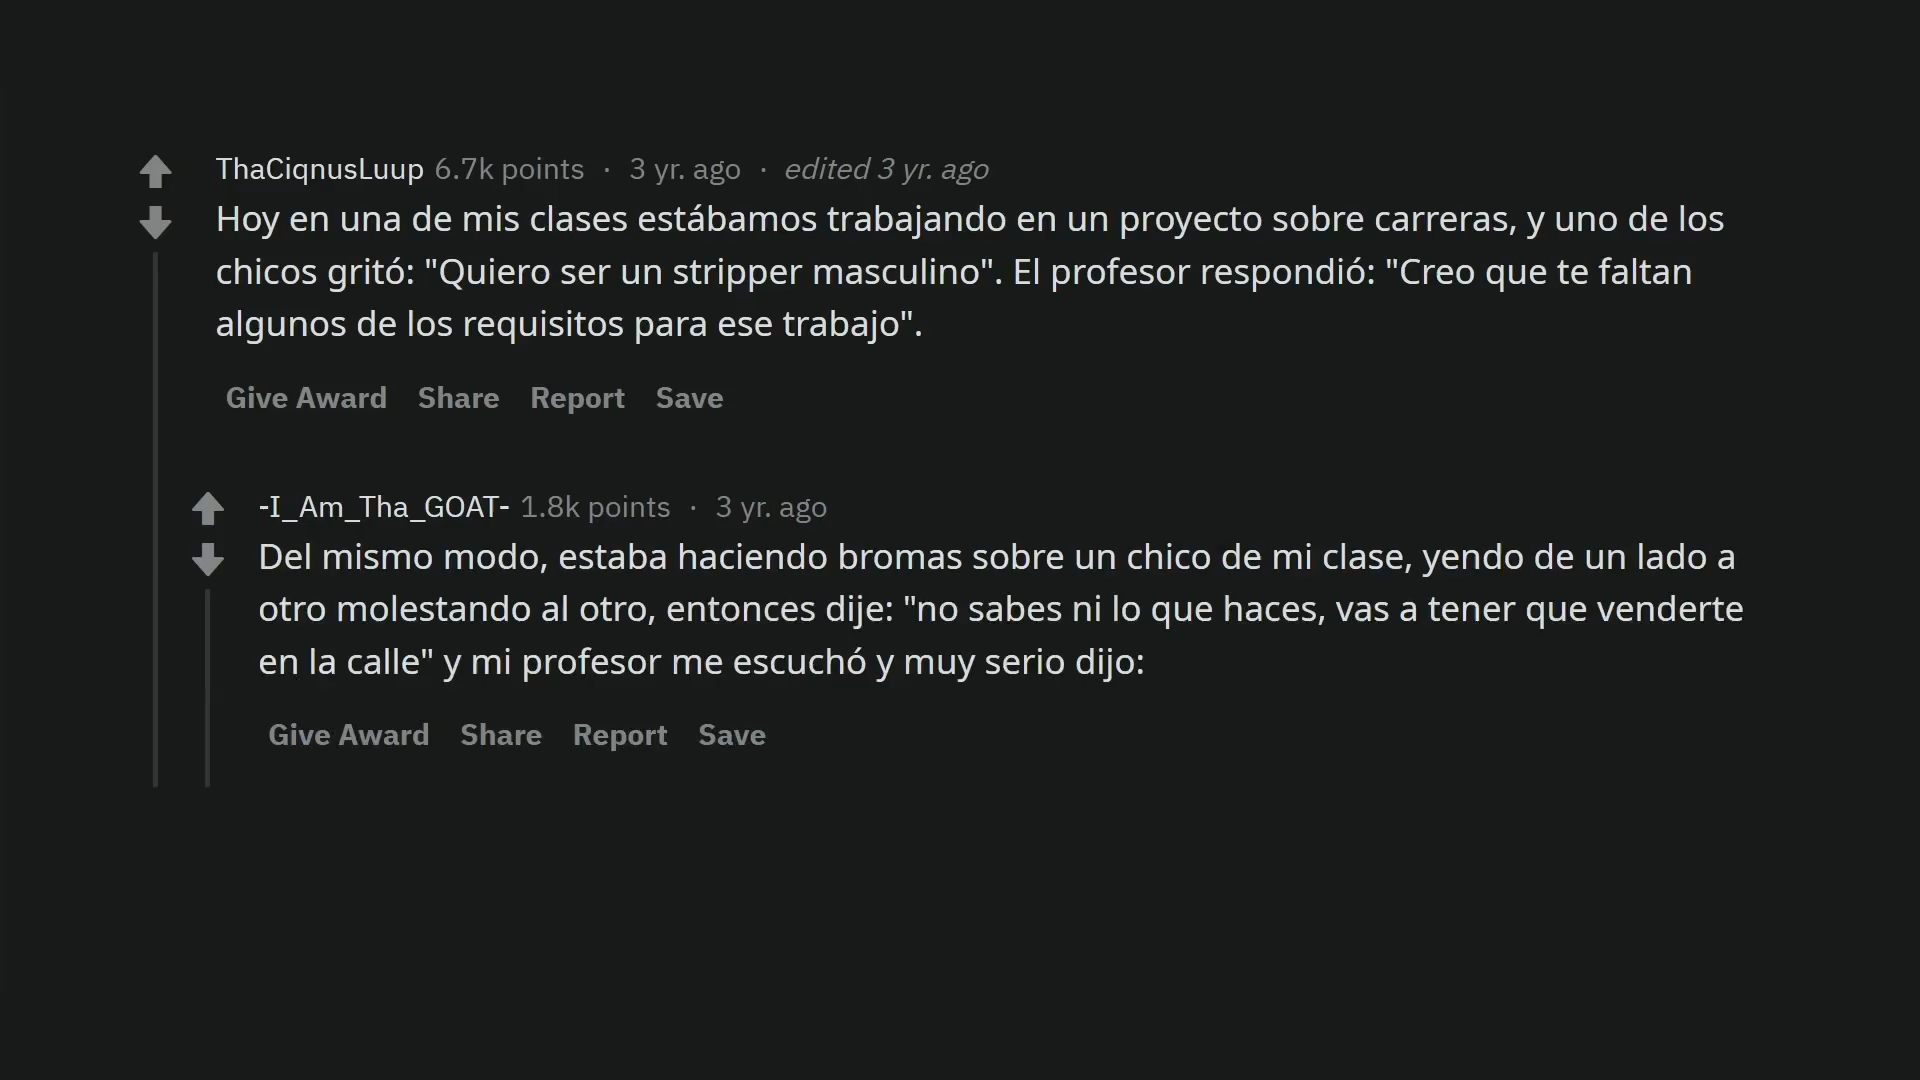 ThaCiqnusLuup 6.7k points · 3 yr. ago · edited 3 yr. ago
Hoy en una de mis clases estábamos trabajando en un proyecto sobre carreras, y uno de los
chicos gritó: "Quiero ser un stripper masculino". El profesor respondió: "Creo que te faltan
algunos de los requisitos para ese trabajo".
Give Award Share Report Save
-I_Am_Tha_GOAT- 1.8k points · 3 yr. ago
Del mismo modo, estaba haciendo bromas sobre un chico de mi clase, yendo de un lado a
otro molestando al otro, entonces dije: "no sabes ni lo que haces, vas a tener que venderte
en la calle" y mi profesor me escuchó y muy serio dijo:
Give Award Share Report Save